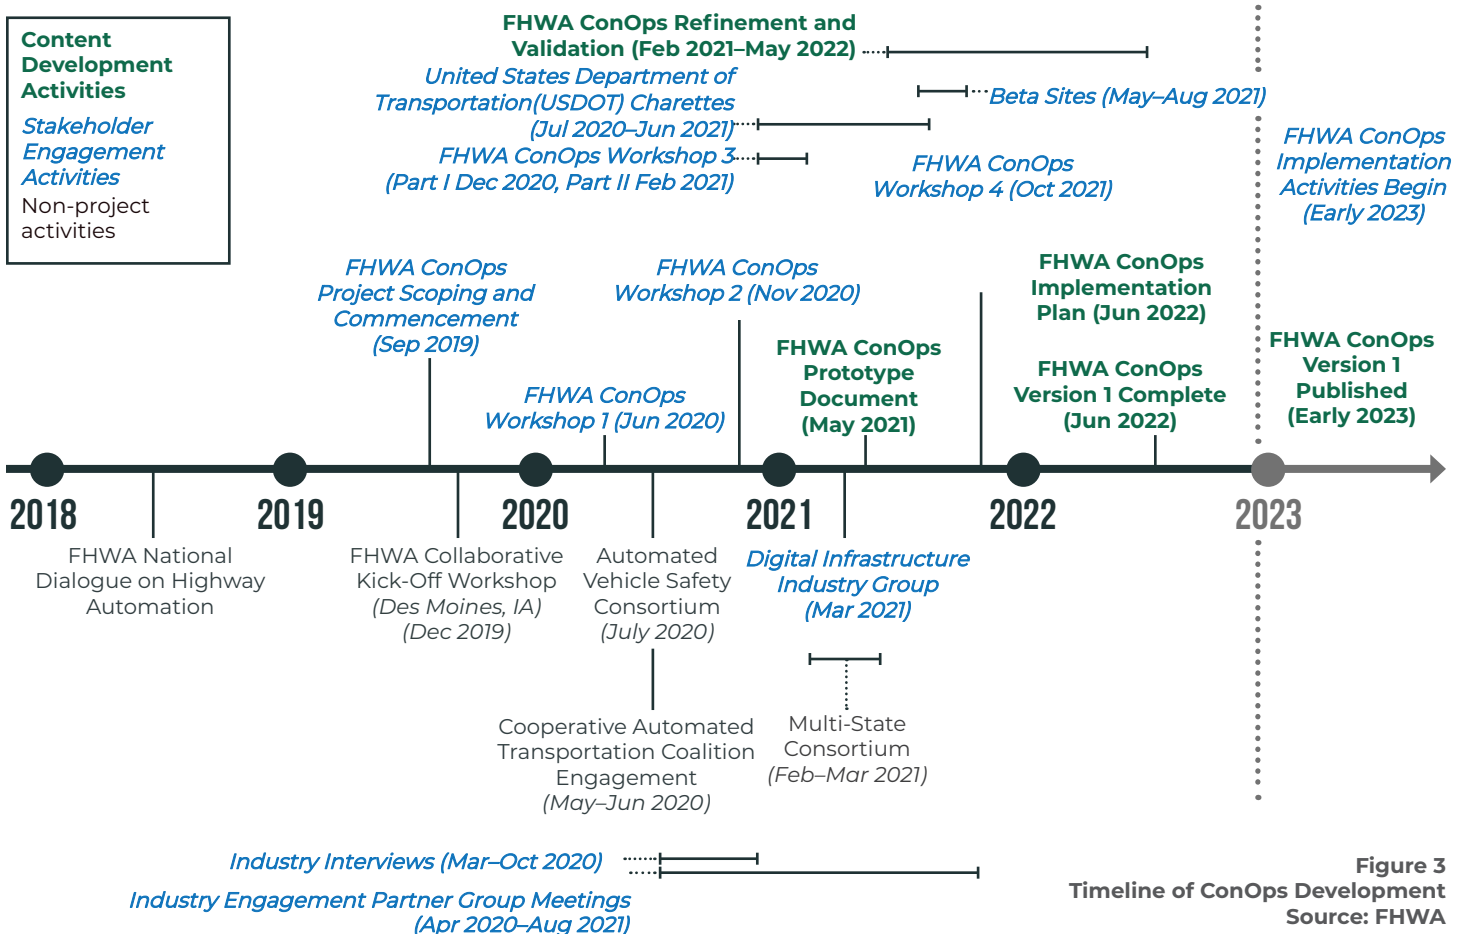 Content
Development
Activities
Stakeholder
Engagement
Activities
Non-project
activities
FHWA ConOps Refinement and
Validation (Feb 2021–May 2022)
United States Department of
Transportation(USDOT) Charettes
(Jul 2020–Jun 2021)
FHWA ConOps Workshop 3
(Part I Dec 2020, Part II Feb 2021)
Beta Sites (May–Aug 2021)
FHWA ConOps
Workshop 4 (Oct 2021)
FHWA ConOps
Implementation
Activities Begin
(Early 2023)
FHWA ConOps
Project Scoping and
Commencement
(Sep 2019)
FHWA ConOps
Workshop 1 (Jun 2020)
FHWA ConOps
Workshop 2 (Nov 2020)
FHWA ConOps
Prototype
Document
(May 2021)
FHWA ConOps
Implementation
Plan (Jun 2022)
FHWA ConOps
Version 1 Complete
(Jun 2022)
FHWA ConOps
Version 1
Published
(Early 2023)
2018
2019
2020
2021
2022
2023
FHWA National
Dialogue on Highway
Automation
FHWA Collaborative
Kick-Off Workshop
(Des Moines, IA)
(Dec 2019)
Automated
Vehicle Safety
Consortium
(July 2020)
Digital Infrastructure
Industry Group
(Mar 2021)
Cooperative Automated
Transportation Coalition
Engagement
(May–Jun 2020)
Multi-State
Consortium
(Feb–Mar 2021)
Industry Interviews (Mar–Oct 2020)
Industry Engagement Partner Group Meetings
(Apr 2020–Aug 2021)
Figure 3
Timeline of ConOps Development
Source: FHWA